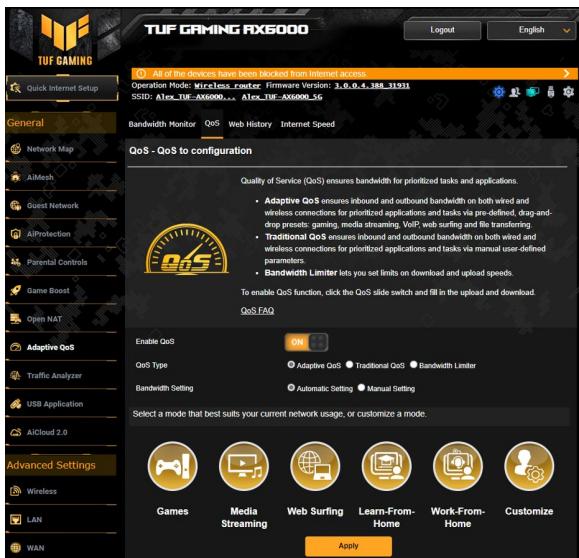 TUF GAMING
TUF GAMING AX6000
Logout
English
All of the devices have been blocked from Internet access.
Quick Internet Setup
Operation Mode: Wireless router Firmware Version: 3.0.0.4.388_31931
SSID: Alex_TUF-AX6000... Alex_TUF-AX6000_5G
General
Network Map
AiMesh
Guest Network
AiProtection
Parental Controls
Game Boost
Open NAT
Adaptive QoS
Traffic Analyzer
USB Application
AiCloud 2.0
Advanced Settings
Wireless
LAN
WAN
Bandwidth Monitor QoS Web History Internet Speed
QoS - QoS to configuration
QoS
Quality of Service (QoS) ensures bandwidth for prioritized tasks and applications.
• Adaptive QoS ensures inbound and outbound bandwidth on both wired and
wireless connections for prioritized applications and tasks via pre-defined, drag-and-
drop presets: gaming, media streaming, VoIP, web surfing and file transferring.
• Traditional QoS ensures inbound and outbound bandwidth on both wired and
wireless connections for prioritized applications and tasks via manual user-defined
parameters.
• Bandwidth Limiter lets you set limits on download and upload speeds.
To enable QoS function, click the QoS slide switch and fill in the upload and download.
QoS FAQ
Enable QoS ON
QoS Type Adaptive QoS Traditional QoS Bandwidth Limiter
Bandwidth Setting Automatic Setting Manual Setting
Select a mode that best suits your current network usage, or customize a mode.
Games
Media
Streaming
Web Surfing
Learn-From-
Home
Work-From-
Home
Customize
Apply